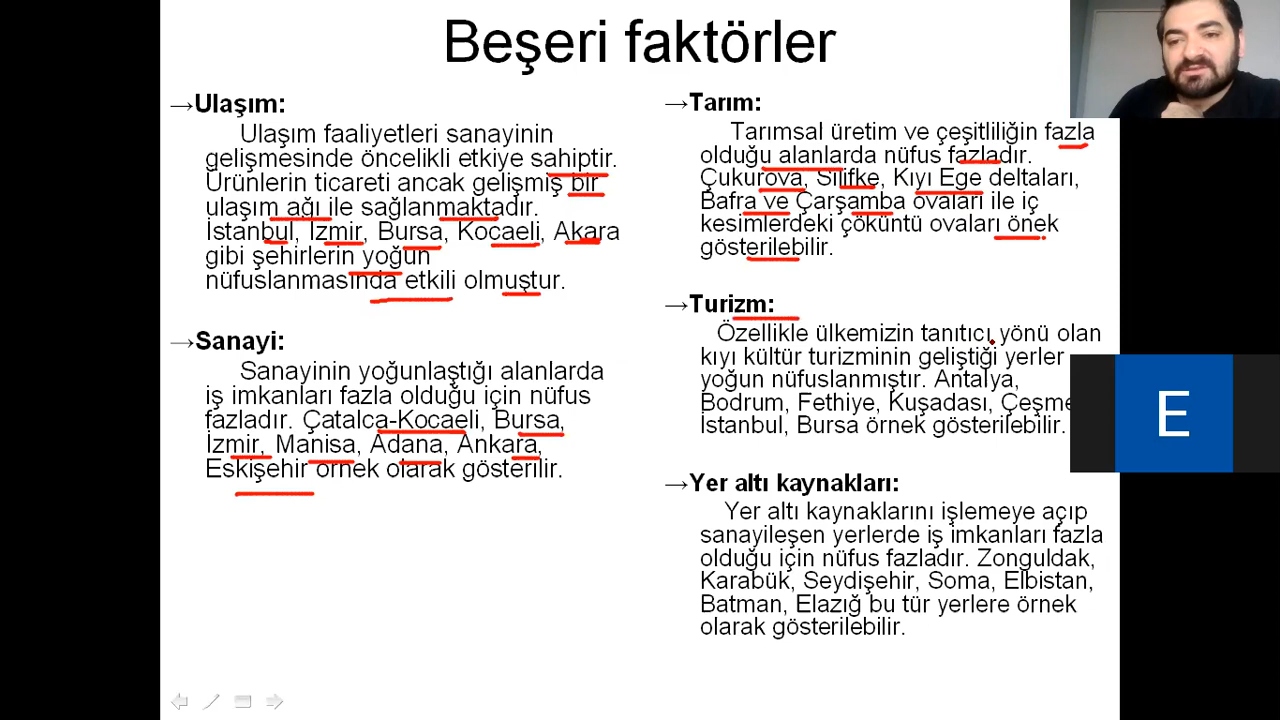 Beşeri faktörler
→Ulaşım:
Ulaşım faaliyetleri sanayinin
gelişmesinde öncelikli etkiye sahiptir.
Ürünlerin ticareti ancak gelişmiş bir
ulaşım ağı ile sağlanmaktadır.
İstanbul, İzmir, Bursa, Kocaeli, Akara
gibi şehirlerin yoğun
nüfuslanmasında etkili olmuştur.
→Sanayi:
Sanayinin yoğunlaştığı alanlarda
iş imkanları fazla olduğu için nüfus
fazladır. Çatalca-Kocaeli, Bursa,
İzmir, Manisa, Adana, Ankara,
Eskişehir örnek olarak gösterilir.
→Tarım:
Tarımsal üretim ve çeşitliliğin fazla
olduğu alanlarda nüfus fazladır.
Çukurova, Silifke, Kıyı Ege deltaları,
Bafra ve Çarşamba ovaları ile iç
kesimlerdeki çöküntü ovaları önek
gösterilebilir.
→Turizm:
Özellikle ülkemizin tanıtıcı yönü olan
kıyı kültür turizminin geliştiği yerler
yoğun nüfuslanmıştır. Antalya,
Bodrum, Fethiye, Kuşadası, Çeşme
İstanbul, Bursa örnek gösterilebilir.
→Yer altı kaynakları:
Yer altı kaynaklarını işlemeye açıp
sanayileşen yerlerde iş imkanları fazla
olduğu için nüfus fazladır. Zonguldak,
Karabük, Seydişehir, Soma, Elbistan,
Batman, Elazığ bu tür yerlere örnek
olarak gösterilebilir.
E